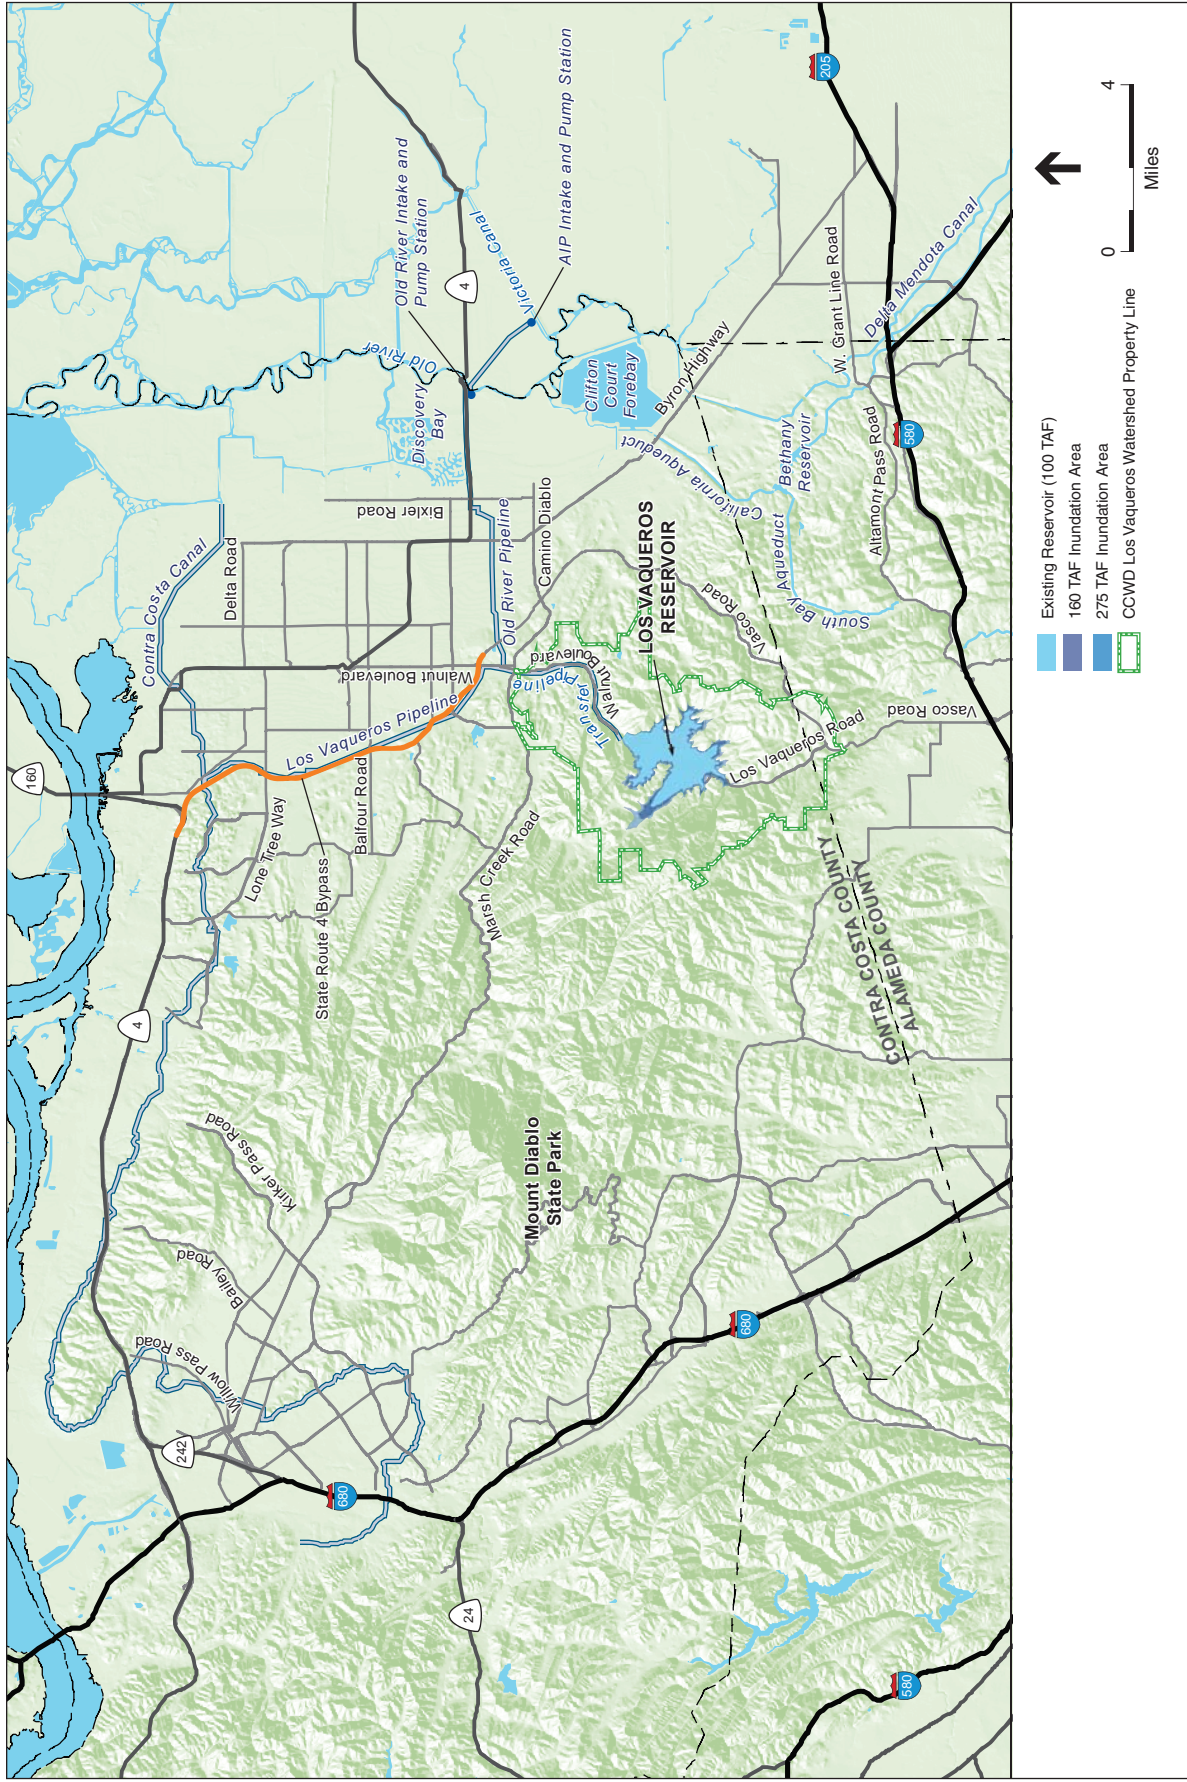 160
4
242
680
24
680
580
580
205
4
Contra Costa Canal
Delta Road
Bixler Road
Discovery
Bay
Old River
Old River Intake and
Pump Station
Victoria Canal
AIP Intake and Pump Station
Clifton
Court
Forebay
Byron Highway
California Aqueduct
Bethany
Reservoir
South Bay Aqueduct
W. Grant Line Road
Delta Mendota Canal
Altamont Pass Road
Old River Pipeline
Camino Diablo
Walnut Boulevard
Walnut Boulevard
Transfer Pipeline
LOS VAQUEROS
RESERVOIR
Vasco Road
Vasco Road
Los Vaqueros Road
Los Vaqueros Pipeline
Balfour Road
Lone Tree Way
State Route 4 Bypass
Marsh Creek Road
CONTRA COSTA COUNTY
ALAMEDA COUNTY
Mount Diablo
State Park
Kirker Pass Road
Bailey Road
Willow Pass Road
Existing Reservoir (100 TAF)
160 TAF Inundation Area
275 TAF Inundation Area
CCWD Los Vaqueros Watershed Property Line
0 4
Miles